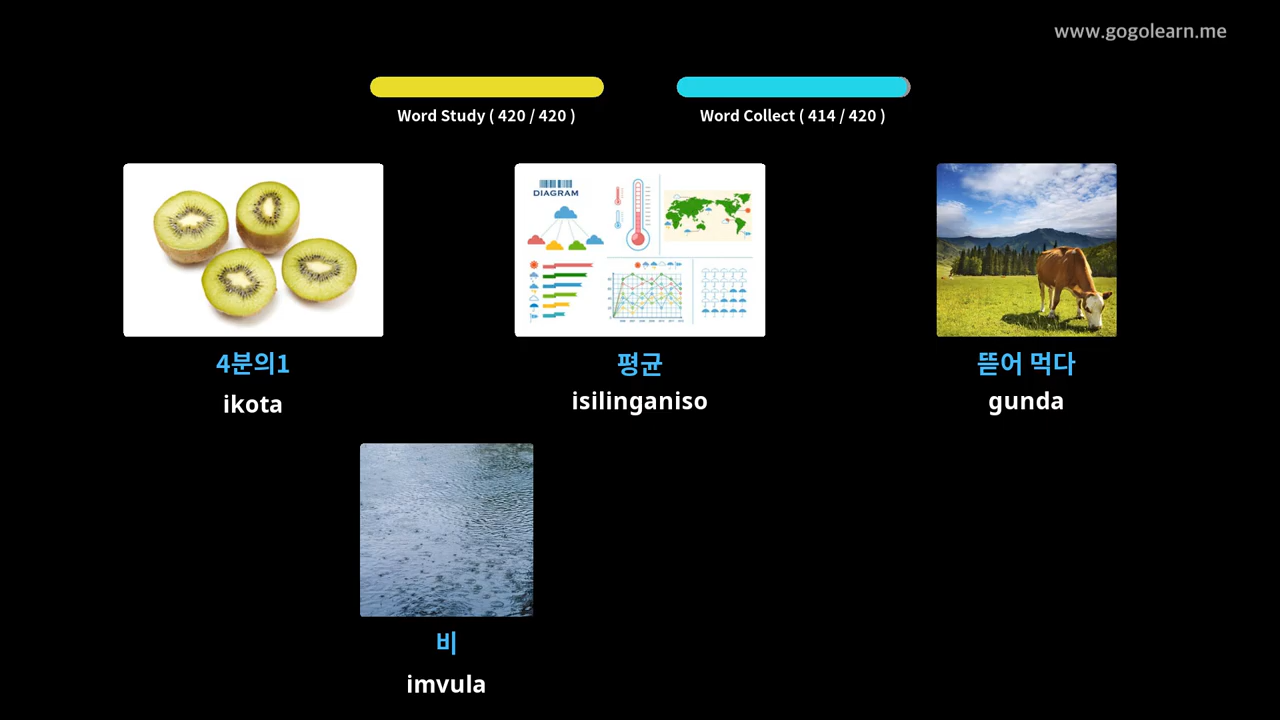 www.gogolearn.me
Word Study ( 420 / 420 )
Word Collect ( 414 / 420 )
DIAGRAM
4분의1
ikota
평균
isilinganiso
뜯어 먹다
gunda
비
imvula